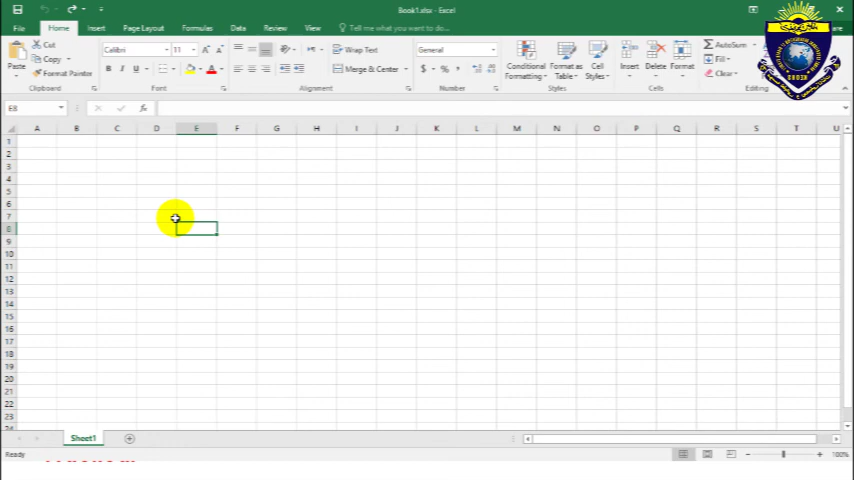 Book1.xlsx - Excel
File Home Insert Page Layout Formulas Data Review View Tell me what you want to do...
Paste
Cut
Copy
Format Painter
Clipboard
Calibri 11
B I U
Font
Wrap Text
Merge & Center
Alignment
General
$ % ,
Number
Conditional Formatting
Format as Table
Cell Styles
Styles
Insert Delete Format
Cells
AutoSum
Fill
Clear
Editing
E8 fx
A B C D E F G H I J K L M N O P Q R S T U
1
2
3
4
5
6
7
8
9
10
11
12
13
14
15
16
17
18
19
20
21
22
23
24
Sheet1
Ready 100%